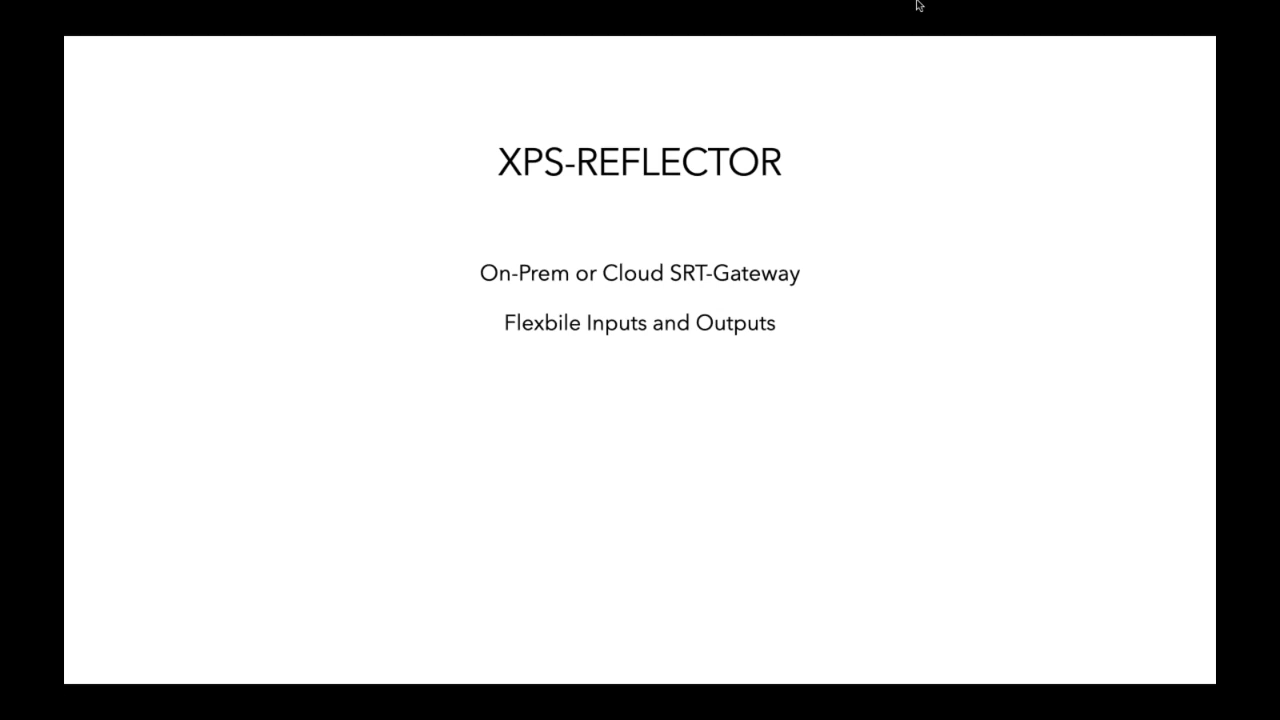 XPS-REFLECTOR
On-Prem or Cloud SRT-Gateway
Flexbile Inputs and Outputs